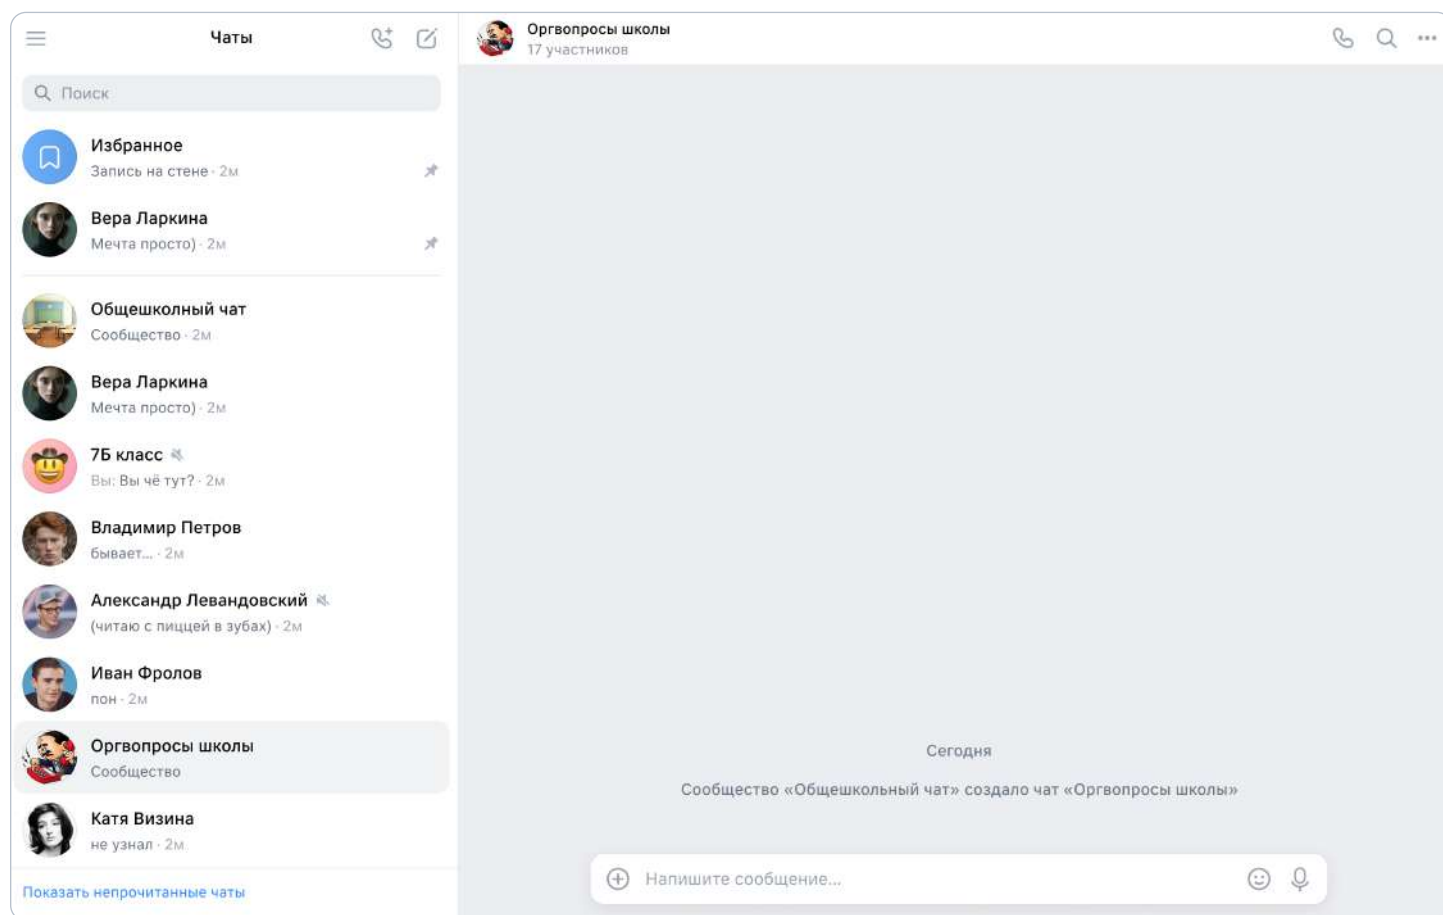 Чаты
Поиск
Избранное
Запись на стене · 2м
Вера Ларкина
Мечта просто) · 2м
Общешколный чат
Сообщество · 2м
Вера Ларкина
Мечта просто) · 2м
7Б класс
Вы: Вы чё тут? · 2м
Владимир Петров
бывает... · 2м
Александр Левандовский
(читаю с пиццей в зубах) · 2м
Иван Фролов
пон · 2м
Оргвопросы школы
Сообщество
Катя Визина
не узнал · 2м
Показать непрочитанные чаты
Оргвопросы школы
17 участников
Сегодня
Сообщество «Общешкольный чат» создало чат «Оргвопросы школы»
Напишите сообщение...